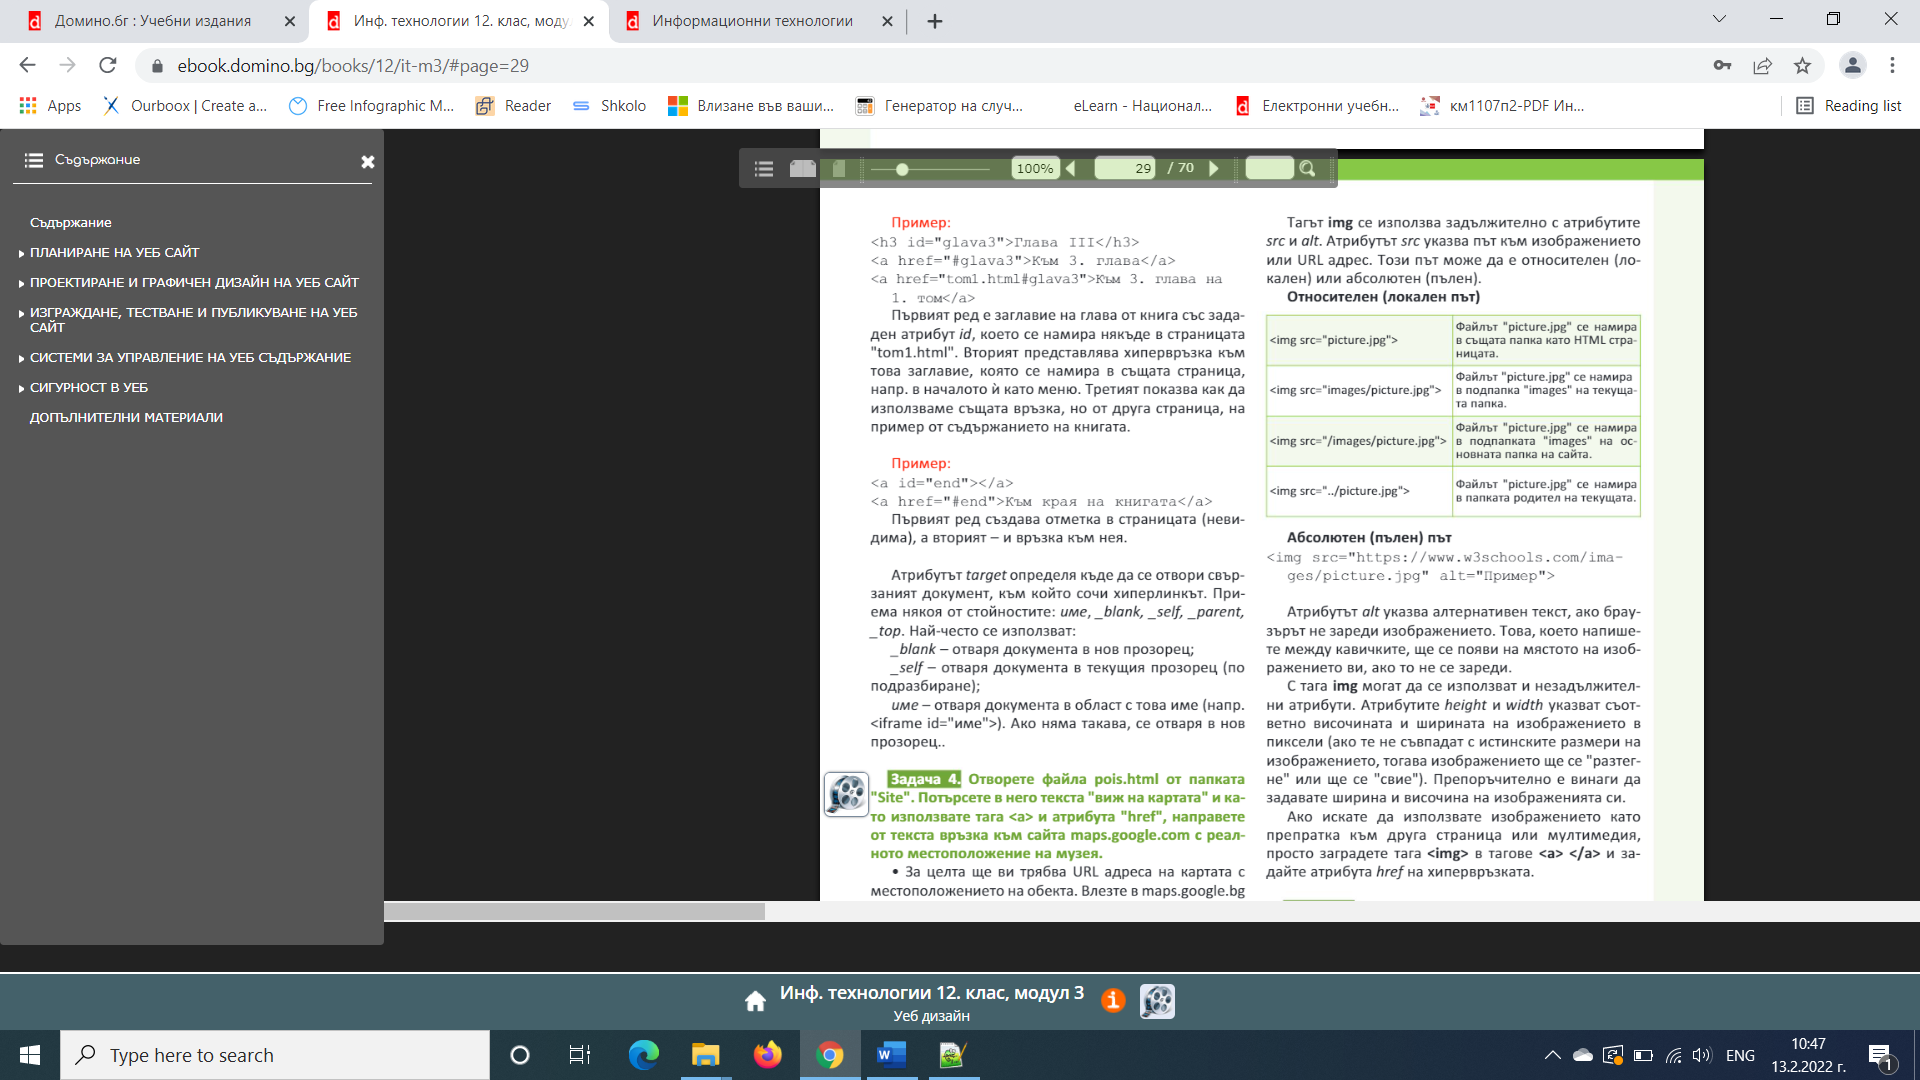 Домино.бг : Учебни издания
Инф. технологии 12. клас, моду
Информационни технологии
ebook.domino.bg/books/12/it-m3/#page=29
Apps
Ourboox | Create a...
Free Infographic M...
Reader
Shkolo
Влизане във ваши...
Генератор на случ...
eLearn - Национал...
Електронни учебн...
км1107п2-PDF Ин...
Reading list
Съдържание
Съдържание
ПЛАНИРАНЕ НА УЕБ САЙТ
ПРОЕКТИРАНЕ И ГРАФИЧЕН ДИЗАЙН НА УЕБ САЙТ
ИЗГРАЖДАНЕ, ТЕСТВАНЕ И ПУБЛИКУВАНЕ НА УЕБ
САЙТ
СИСТЕМИ ЗА УПРАВЛЕНИЕ НА УЕБ СЪДЪРЖАНИЕ
СИГУРНОСТ В УЕБ
ДОПЪЛНИТЕЛНИ МАТЕРИАЛИ
100%
29
/ 70
Пример:
<h3 id="glava3">Глава III</h3>
<a href="#glava3">Към 3. глава</a>
<a href="tom1.html#glava3">Към 3. глава на
1. том</a>
Първият ред е заглавие на глава от книга със зада-
ден атрибут id, което се намира някъде в страницата
"tom1.html". Вторият представлява хипервръзка към
това заглавие, която се намира в същата страница,
напр. в началото ѝ като меню. Третият показва как да
използваме същата връзка, но от друга страница, на
пример от съдържанието на книгата.
Пример:
<a id="end"></a>
<a href="#end">Към края на книгата</a>
Първият ред създава отметка в страницата (неви-
дима), а вторият – и връзка към нея.
Атрибутът target определя къде да се отвори свър-
заният документ, към който сочи хиперлинкът. При-
ема някоя от стойностите: име, _blank, _self, _parent,
_top. Най-често се използват:
_blank – отваря документа в нов прозорец;
_self – отваря документа в текущия прозорец (по
подразбиране);
име – отваря документа в област с това име (напр.
<iframe id="име">). Ако няма такава, се отваря в нов
прозорец..
Задача 4. Отворете файла pois.html от папката
"Site". Потърсете в него текста "виж на картата" и ка-
то използвате тага <a> и атрибута "href", направете
от текста връзка към сайта maps.google.com с реал-
ното местоположение на музея.
• За целта ще ви трябва URL адреса на картата с
местоположението на обекта. Влезте в maps.google.bg
Тагът img се използва задължително с атрибутите
src и alt. Атрибутът src указва път към изображението
или URL адрес. Този път може да е относителен (ло-
кален) или абсолютен (пълен).
Относителен (локален път)
<img src="picture.jpg">
Файлът "picture.jpg" се намира
в същата папка като HTML стра-
ницата.
<img src="images/picture.jpg">
Файлът "picture.jpg" се намира
в подпапка "images" на текуща-
та папка.
<img src="/images/picture.jpg">
Файлът "picture.jpg" се намира
в подпапката "images" на ос-
новната папка на сайта.
<img src="../picture.jpg">
Файлът "picture.jpg" се намира
в папката родител на текущата.
Абсолютен (пълен) път
<img src="https://www.w3schools.com/ima-
ges/picture.jpg" alt="Пример">
Атрибутът alt указва алтернативен текст, ако брау-
зърът не зареди изображението. Това, което напише-
те между кавичките, ще се появи на мястото на изоб-
ражението ви, ако то не се зареди.
С тага img могат да се използват и незадължител-
ни атрибути. Атрибутите height и width указват съот-
ветно височината и ширината на изображението в
пиксели (ако те не съвпадат с истинските размери на
изображението, тогава изображението ще се "разтег-
не" или ще се "свие"). Препоръчително е винаги да
задавате ширина и височина на изображенията си.
Ако искате да използвате изображението като
препратка към друга страница или мултимедия,
просто заградете тага <img> в тагове <a> </a> и за-
дайте атрибута href на хипервръзката.
Инф. технологии 12. клас, модул 3
Уеб дизайн
Type here to search
ENG
10:47
13.2.2022 г.
1